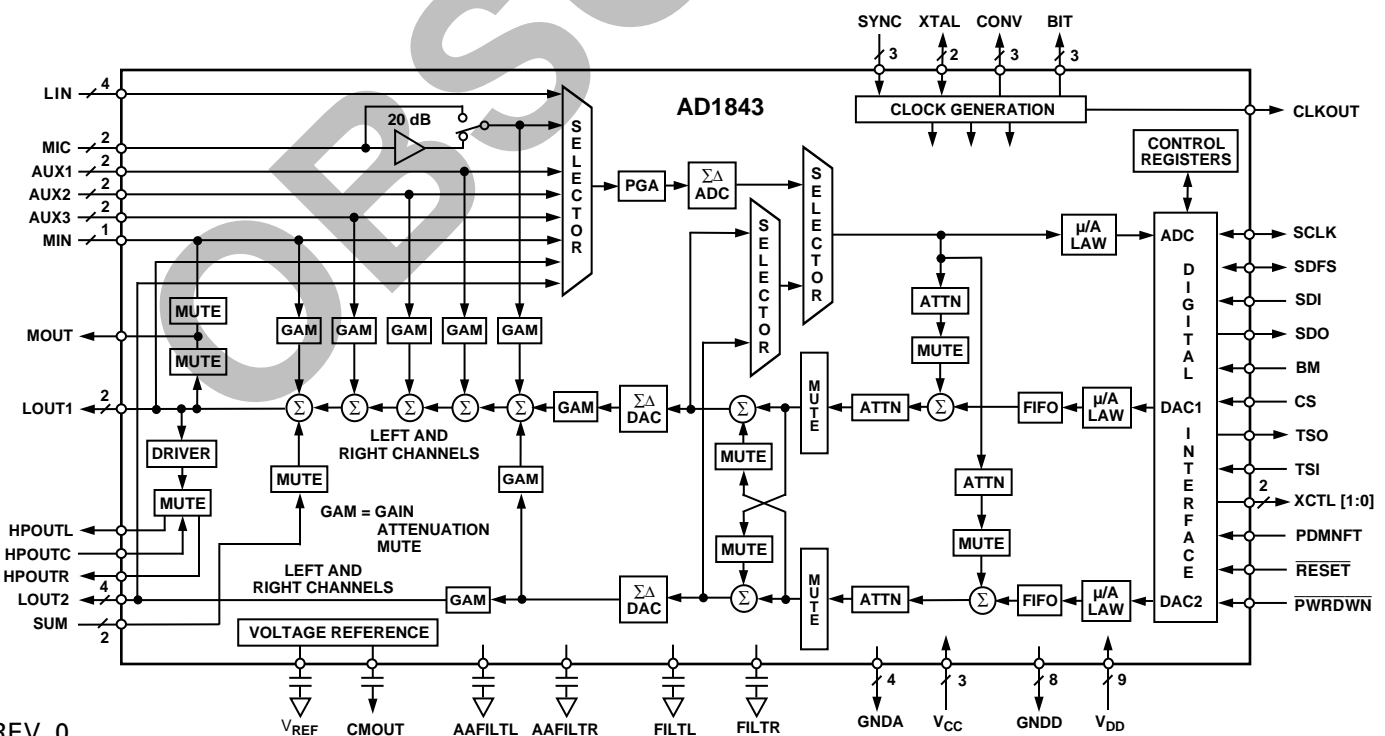 OBS
SYNC XTAL CONV BIT
3 2 3 3
AD1843
CLOCK GENERATION
CLKOUT
CONTROL
REGISTERS
LIN 4
MIC 2
AUX1 2
AUX2 2
AUX3 2
MIN 1
20 dB
SELECTOR
PGA
ΣΔ
ADC
SELECTOR
SELECTOR
µ/A
LAW
ADC
DIGITAL
INTERFACE
SCLK
SDFS
SDI
SDO
BM
CS
TSO
TSI
2 XCTL [1:0]
PDMNFT
RESET
PWRDWN
MUTE
MOUT
MUTE
GAM GAM GAM GAM GAM
ATTN
MUTE
LOUT1 2
Σ Σ Σ Σ Σ
GAM
ΣΔ
DAC
Σ
MUTE
ATTN
Σ
FIFO
µ/A
LAW
DAC1
LEFT AND
RIGHT CHANNELS
DRIVER
MUTE
MUTE
GAM
MUTE
ATTN
GAM = GAIN
ATTENUATION
MUTE
HPOUTL
HPOUTC
HPOUTR
MUTE
MUTE
LEFT AND
RIGHT CHANNELS
LOUT2 4
SUM 2
GAM
ΣΔ
DAC
Σ
MUTE
ATTN
Σ
FIFO
µ/A
LAW
DAC2
VOLTAGE REFERENCE
4 3 8 9
VREF CMOUT AAFILTL AAFILTR FILTL FILTR GNDA VCC GNDD VDD
REV. 0